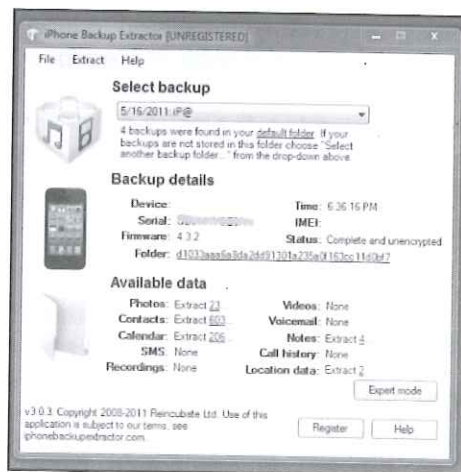 iPhone Backup Extractor [UNREGISTERED]
File Extract Help
Select backup
5/16/2011: iP@
4 backups were found in your default folder. If your
backups are not stored in this folder choose "Select
another backup folder..." from the drop-down above.
Backup details
Device: Time: 6:36:16 PM
Serial: IMEI:
Firmware: 4.3.2 Status: Complete and unencrypted
Folder:
Available data
Photos: Extract 23 ... Videos: None
Contacts: Extract 603 ... Voicemail: None
Calendar: Extract 206 ... Notes: Extract 4 ...
SMS: None Call history: None
Recordings: None Location data: Extract 2
Expert mode
v3.0.3. Copyright 2008-2011 Reincubate Ltd. Use of this
application is subject to our terms, see
iphonebackupextractor.com.
Register Help